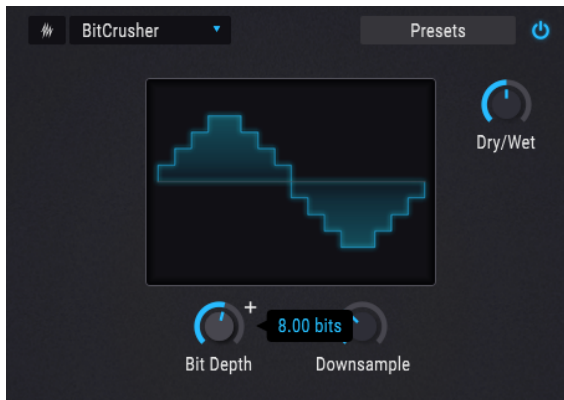 BitCrusher
Presets
Dry/Wet
8.00 bits
Bit Depth
Downsample